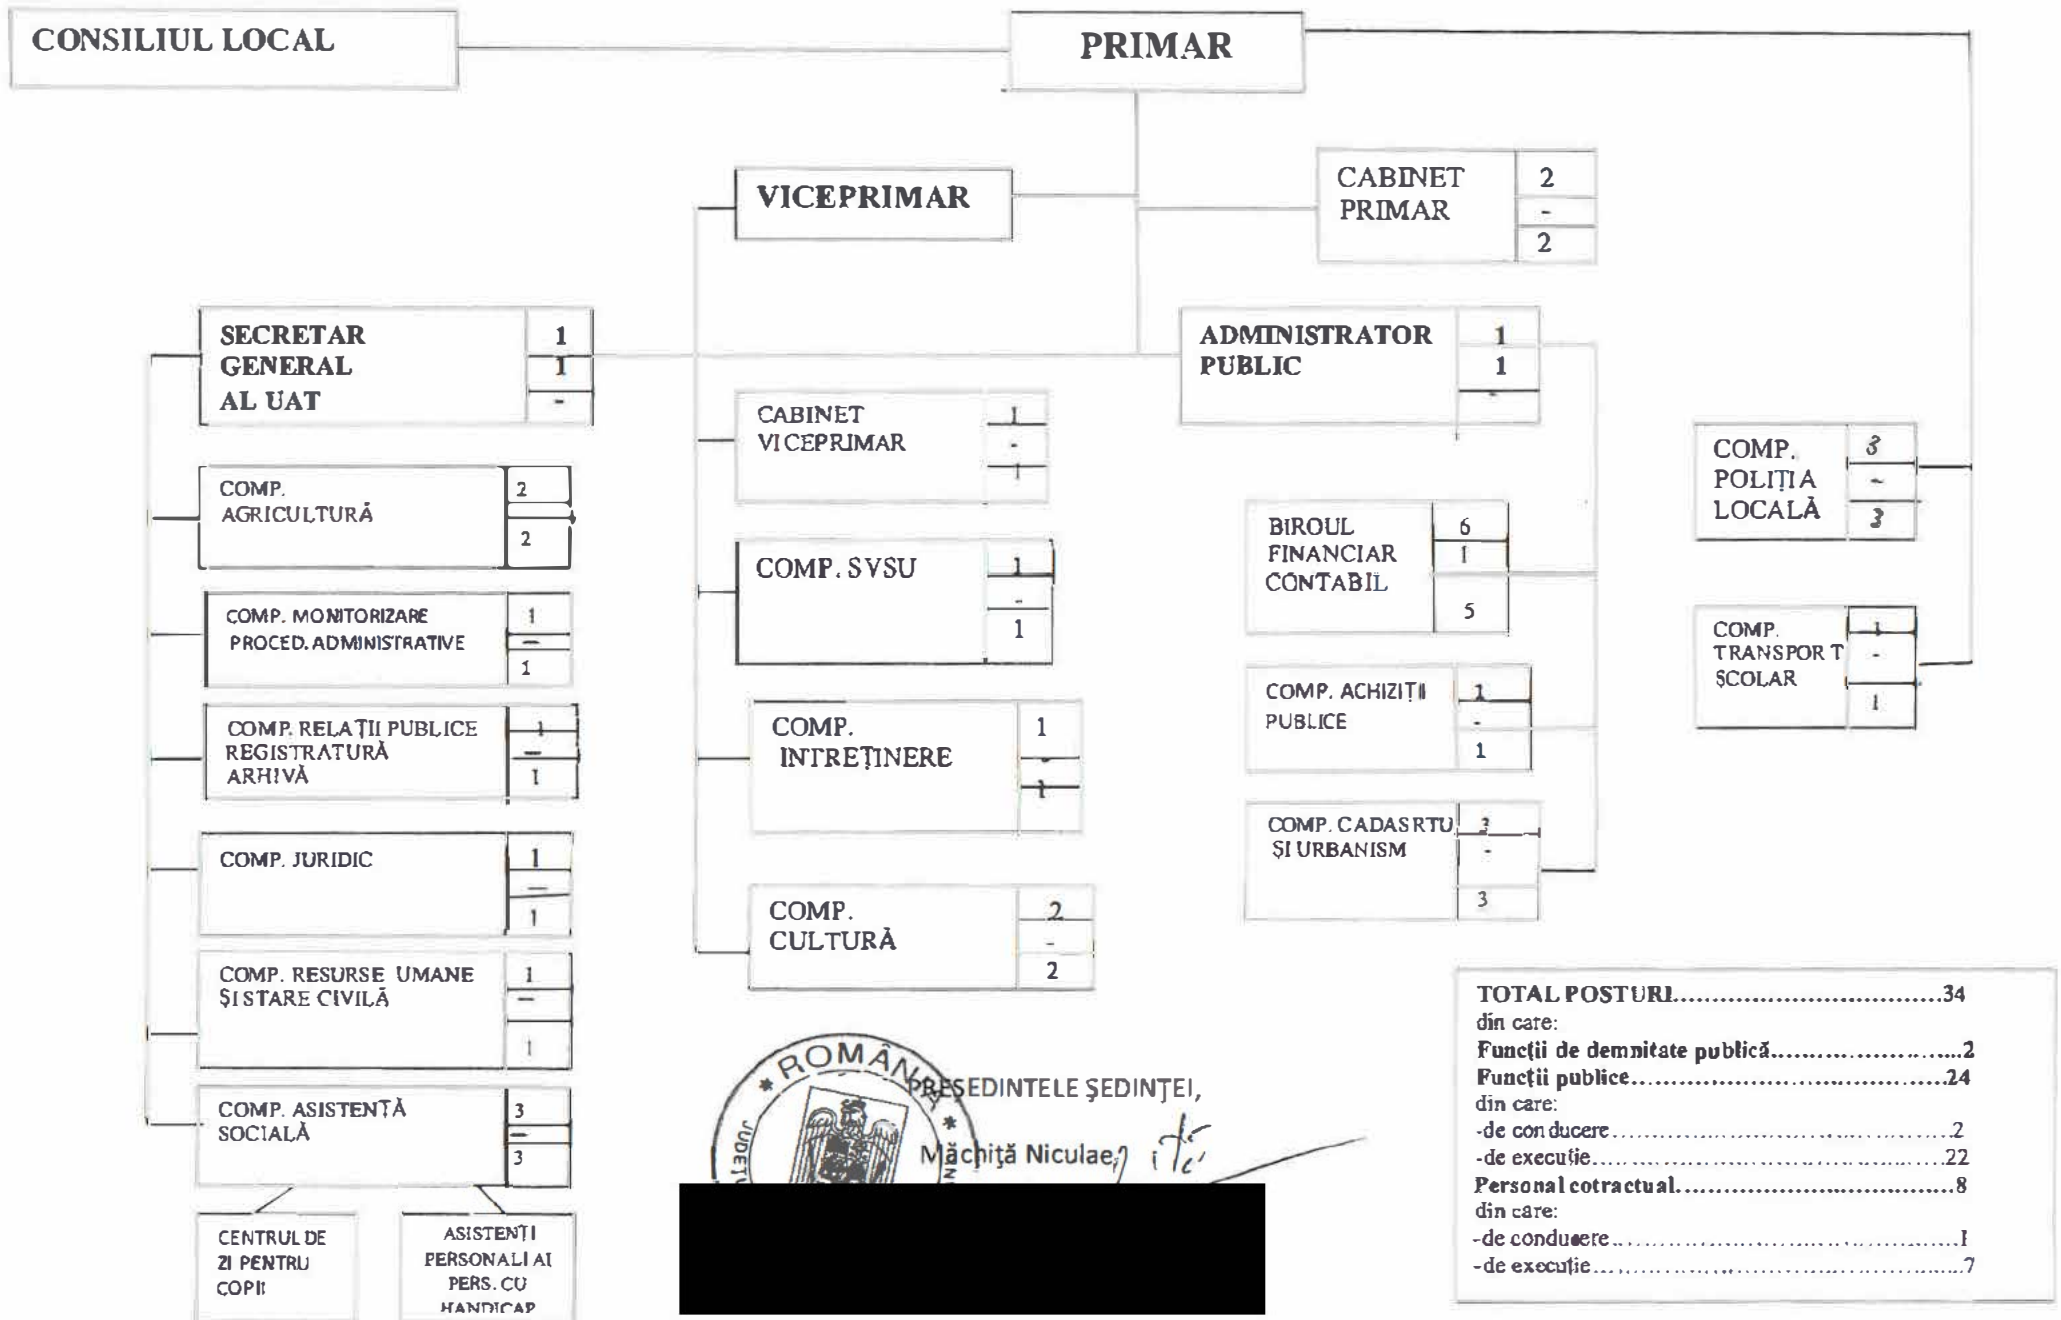 CONSILIUL LOCAL
PRIMAR
VICEPRIMAR
CABINET 2
PRIMAR -
2
SECRETAR 1
GENERAL 1
AL UAT -
ADMINISTRATOR 1
PUBLIC 1
-
CABINET 1
VICEPRIMAR -
1
COMP. 3
POLIȚIA -
LOCALĂ 3
COMP. 2
AGRICULTURĂ
2
COMP. SVSU 1
-
1
BIROUL 6
FINANCIAR 1
CONTABIL
5
COMP. MONITORIZARE 1
PROCED. ADMINISTRATIVE -
1
COMP. 1
TRANSPORT -
ȘCOLAR
1
COMP. ACHIZIȚII 1
PUBLICE -
1
COMP. RELAȚII PUBLICE 1
REGISTRATURĂ -
ARHIVĂ 1
COMP. 1
INTREȚINERE -
1
COMP. CADASRTU
ȘI URBANISM -
3
COMP. JURIDIC 1
-
1
COMP. 2
CULTURĂ -
2
COMP. RESURSE UMANE 1
ȘI STARE CIVILĂ -
1
COMP. ASISTENȚĂ 3
SOCIALĂ -
3
CENTRUL DE
ZI PENTRU
COPII
ASISTENȚI
PERSONALI AI
PERS. CU
HANDICAP
ROMÂNIA
JUDEȚU
PREȘEDINTELE ȘEDINȚEI,
Măchiță Niculae
TOTAL POSTURI......................................34
din care:
Funcții de demnitate publică..........................2
Funcții publice............................................24
din care:
-de conducere................................................2
-de execuție..................................................22
Personal cotractual.......................................8
din care:
-de conducere................................................1
-de execuție....................................................7